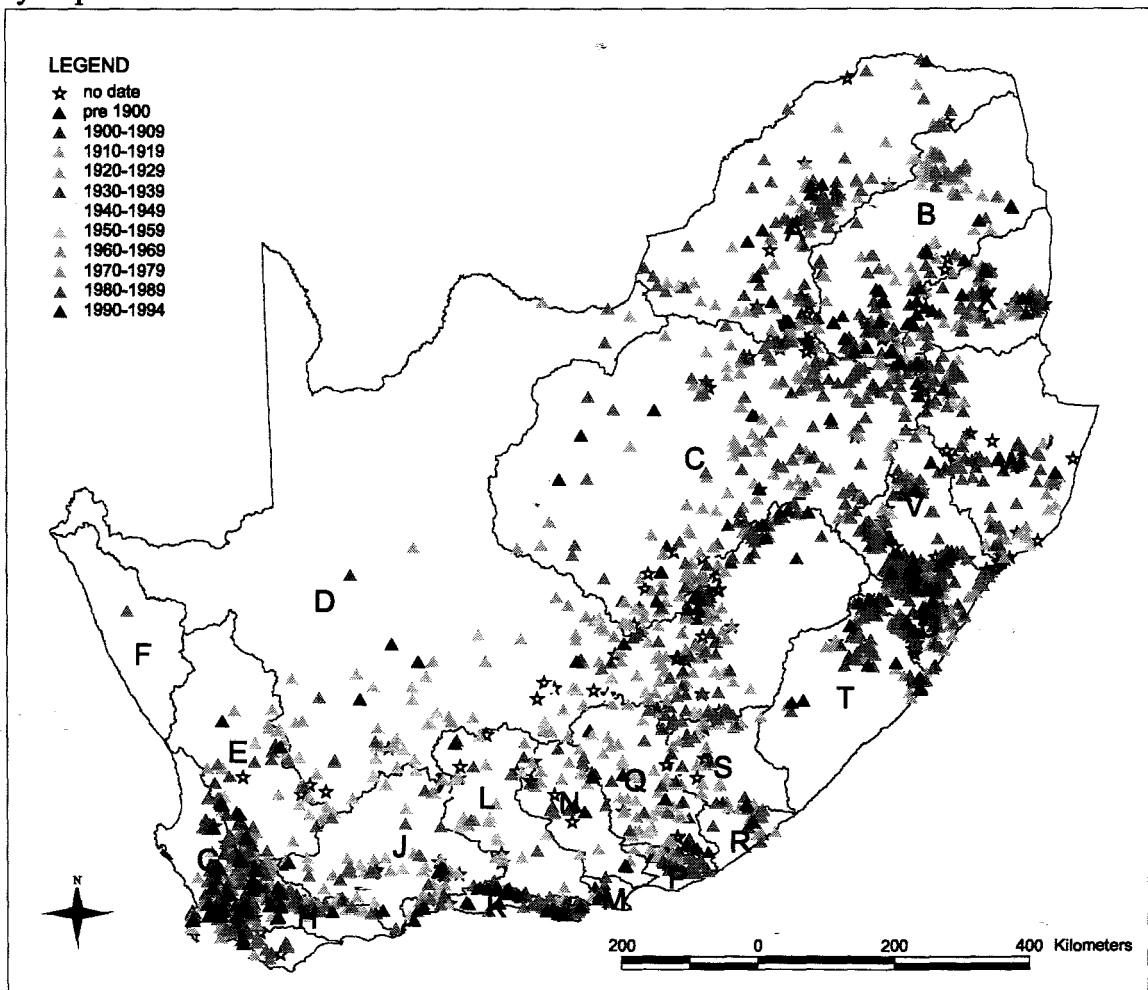 LEGEND
no date
pre 1900
1900-1909
1910-1919
1920-1929
1930-1939
1940-1949
1950-1959
1960-1969
1970-1979
1980-1989
1990-1994
A
B
X
C
W
V
D
F
U
T
E
S
Q
L
N
J
R
G
P
M
K
H
N
200 0 200 400 Kilometers